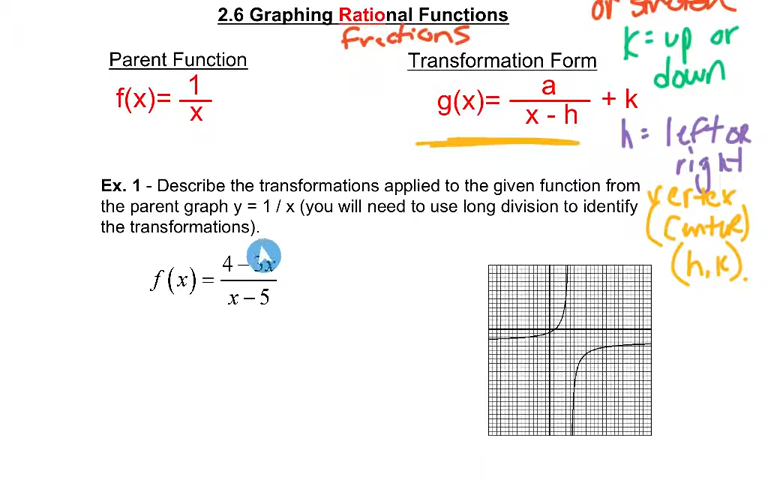 2.6 Graphing Rational Functions
or
fractions
k= up or
down
Parent Function
f(x)= 1/x
Transformation Form
g(x)= a/(x - h) + k
h= left or
right
Ex. 1 - Describe the transformations applied to the given function from
the parent graph y = 1 / x (you will need to use long division to identify
the transformations).
vertex
(center)
(h,k).
f(x) = (4 – 3x)/(x – 5)